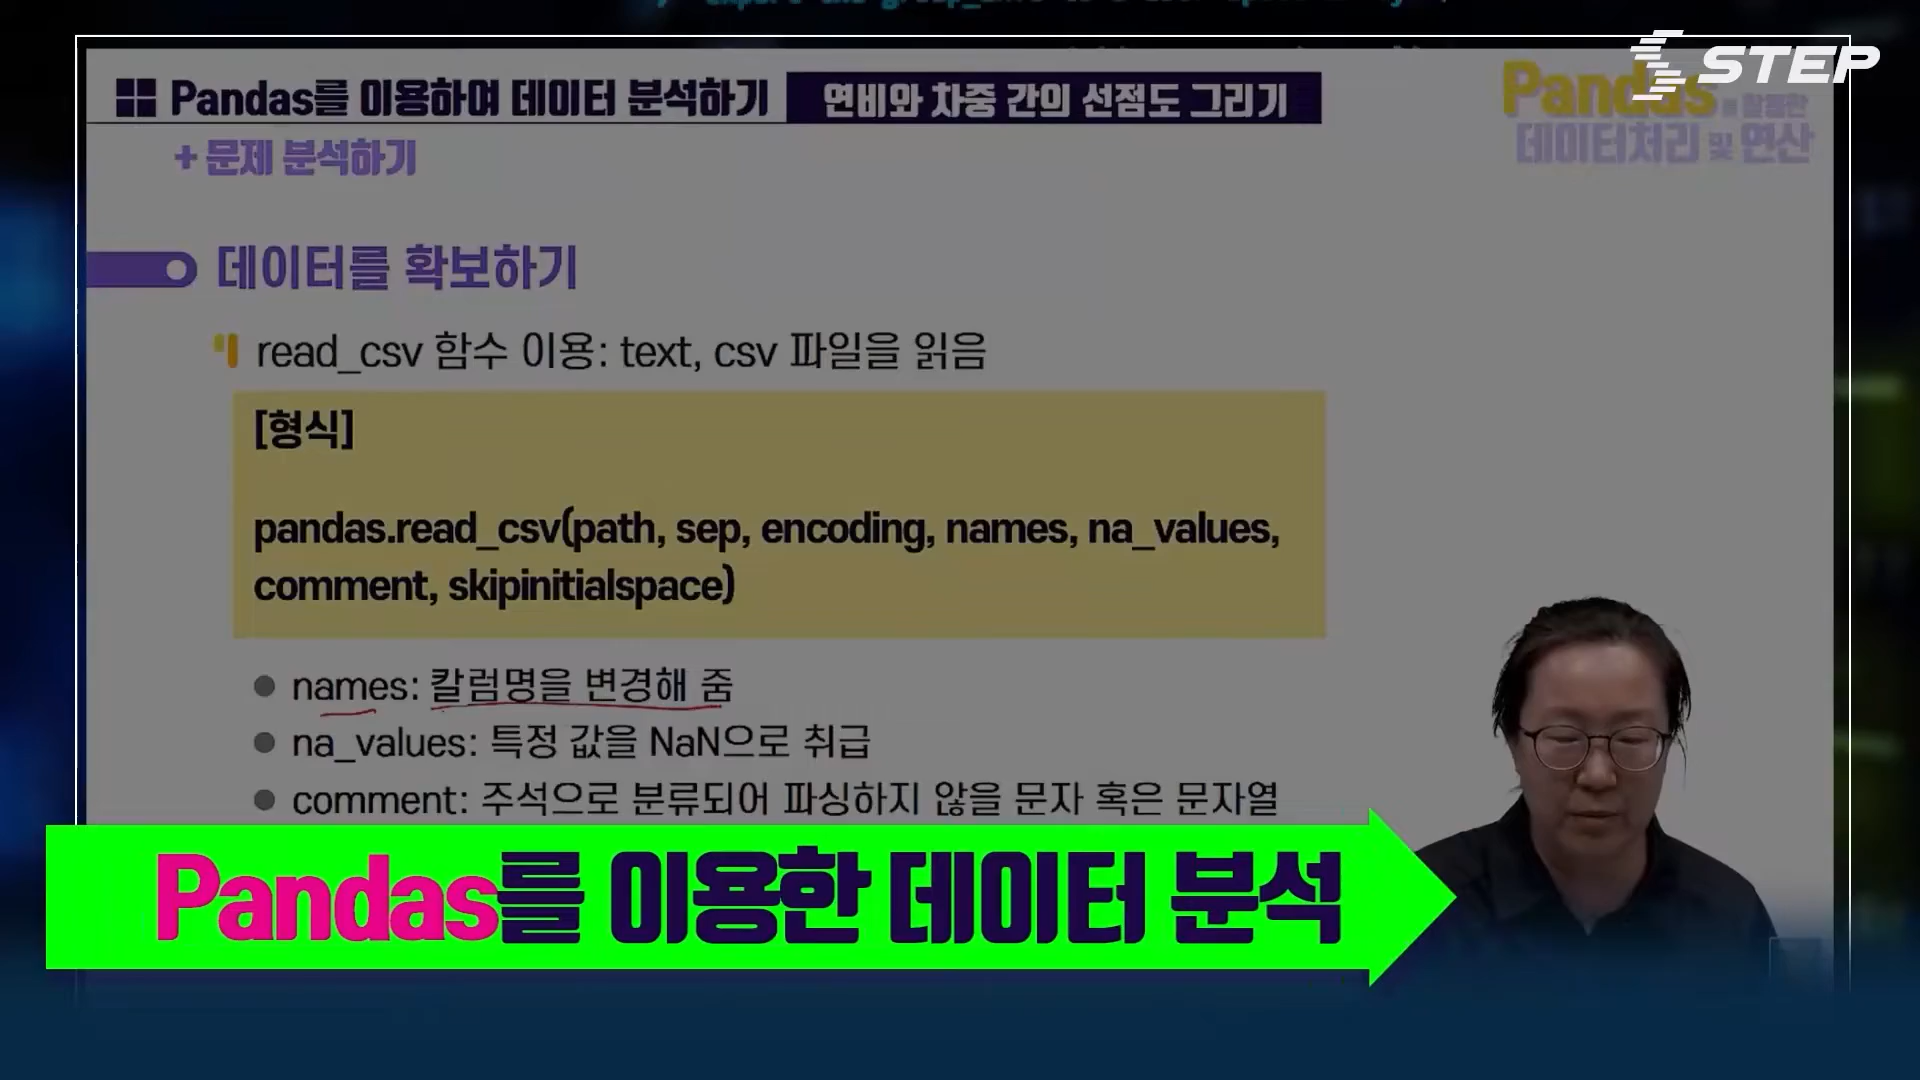 STEP
Pandas를 이용하여 데이터 분석하기
연비와 차중 간의 선점도 그리기
Pandas를 활용한
데이터처리 및 연산
+ 문제 분석하기
데이터를 확보하기
read_csv 함수 이용: text, csv 파일을 읽음
[형식]
pandas.read_csv(path, sep, encoding, names, na_values,
comment, skipinitialspace)
names: 칼럼명을 변경해 줌
na_values: 특정 값을 NaN으로 취급
comment: 주석으로 분류되어 파싱하지 않을 문자 혹은 문자열
Pandas를 이용한 데이터 분석